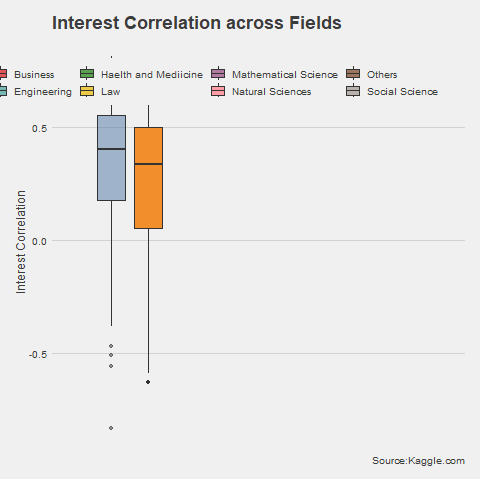 Interest Correlation across Fields
Business Haelth and Mediicine Mathematical Science Others
Engineering Law Natural Sciences Social Science
0.5
0.0
-0.5
Interest Correlation
Source:Kaggle.com